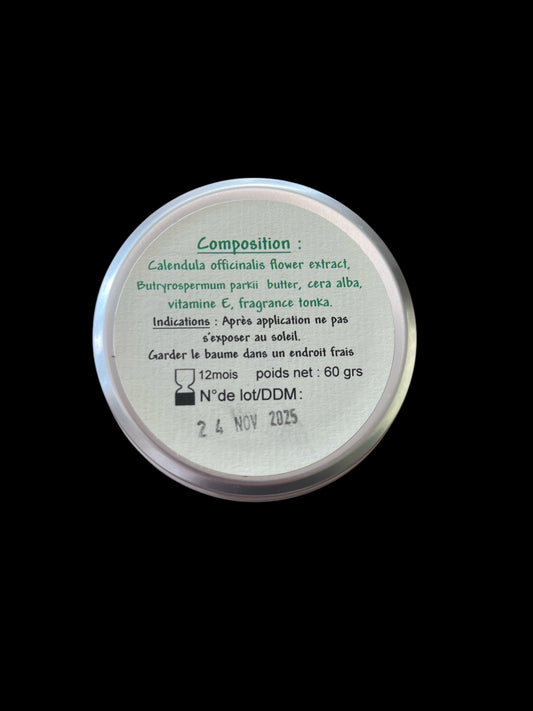 Composition :
Calendula officinalis flower extract,
Butryrospermum parkii butter, cera alba,
vitamine E, fragrance tonka.
Indications : Après application ne pas
s'exposer au soleil.
Garder le baume dans un endroit frais
12mois poids net : 60 grs
N°de lot/DDM:
24 NOV 2025